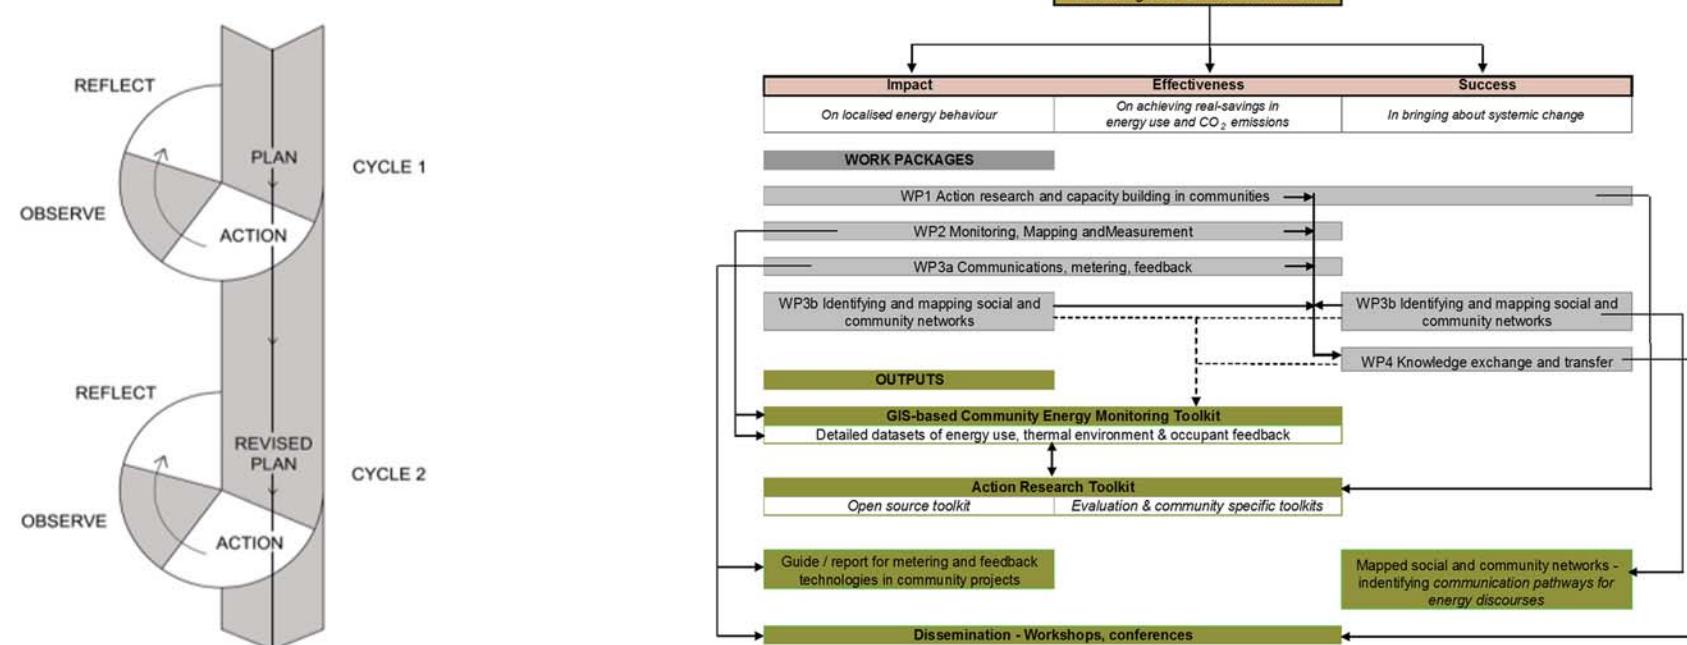 REFLECT
PLAN
CYCLE 1
OBSERVE
ACTION
REFLECT
REVISED
PLAN
CYCLE 2
OBSERVE
ACTION
Impact
Effectiveness
Success
On localised energy behaviour
On achieving real-savings in
energy use and CO2 emissions
In bringing about systemic change
WORK PACKAGES
WP1 Action research and capacity building in communities
WP2 Monitoring, Mapping andMeasurement
WP3a Communications, metering, feedback
WP3b Identifying and mapping social and
community networks
WP3b Identifying and mapping social and
community networks
WP4 Knowledge exchange and transfer
OUTPUTS
GIS-based Community Energy Monitoring Toolkit
Detailed datasets of energy use, thermal environment & occupant feedback
Action Research Toolkit
Open source toolkit
Evaluation & community specific toolkits
Guide / report for metering and feedback
technologies in community projects
Mapped social and community networks -
indentifying communication pathways for
energy discourses
Dissemination - Workshops, conferences